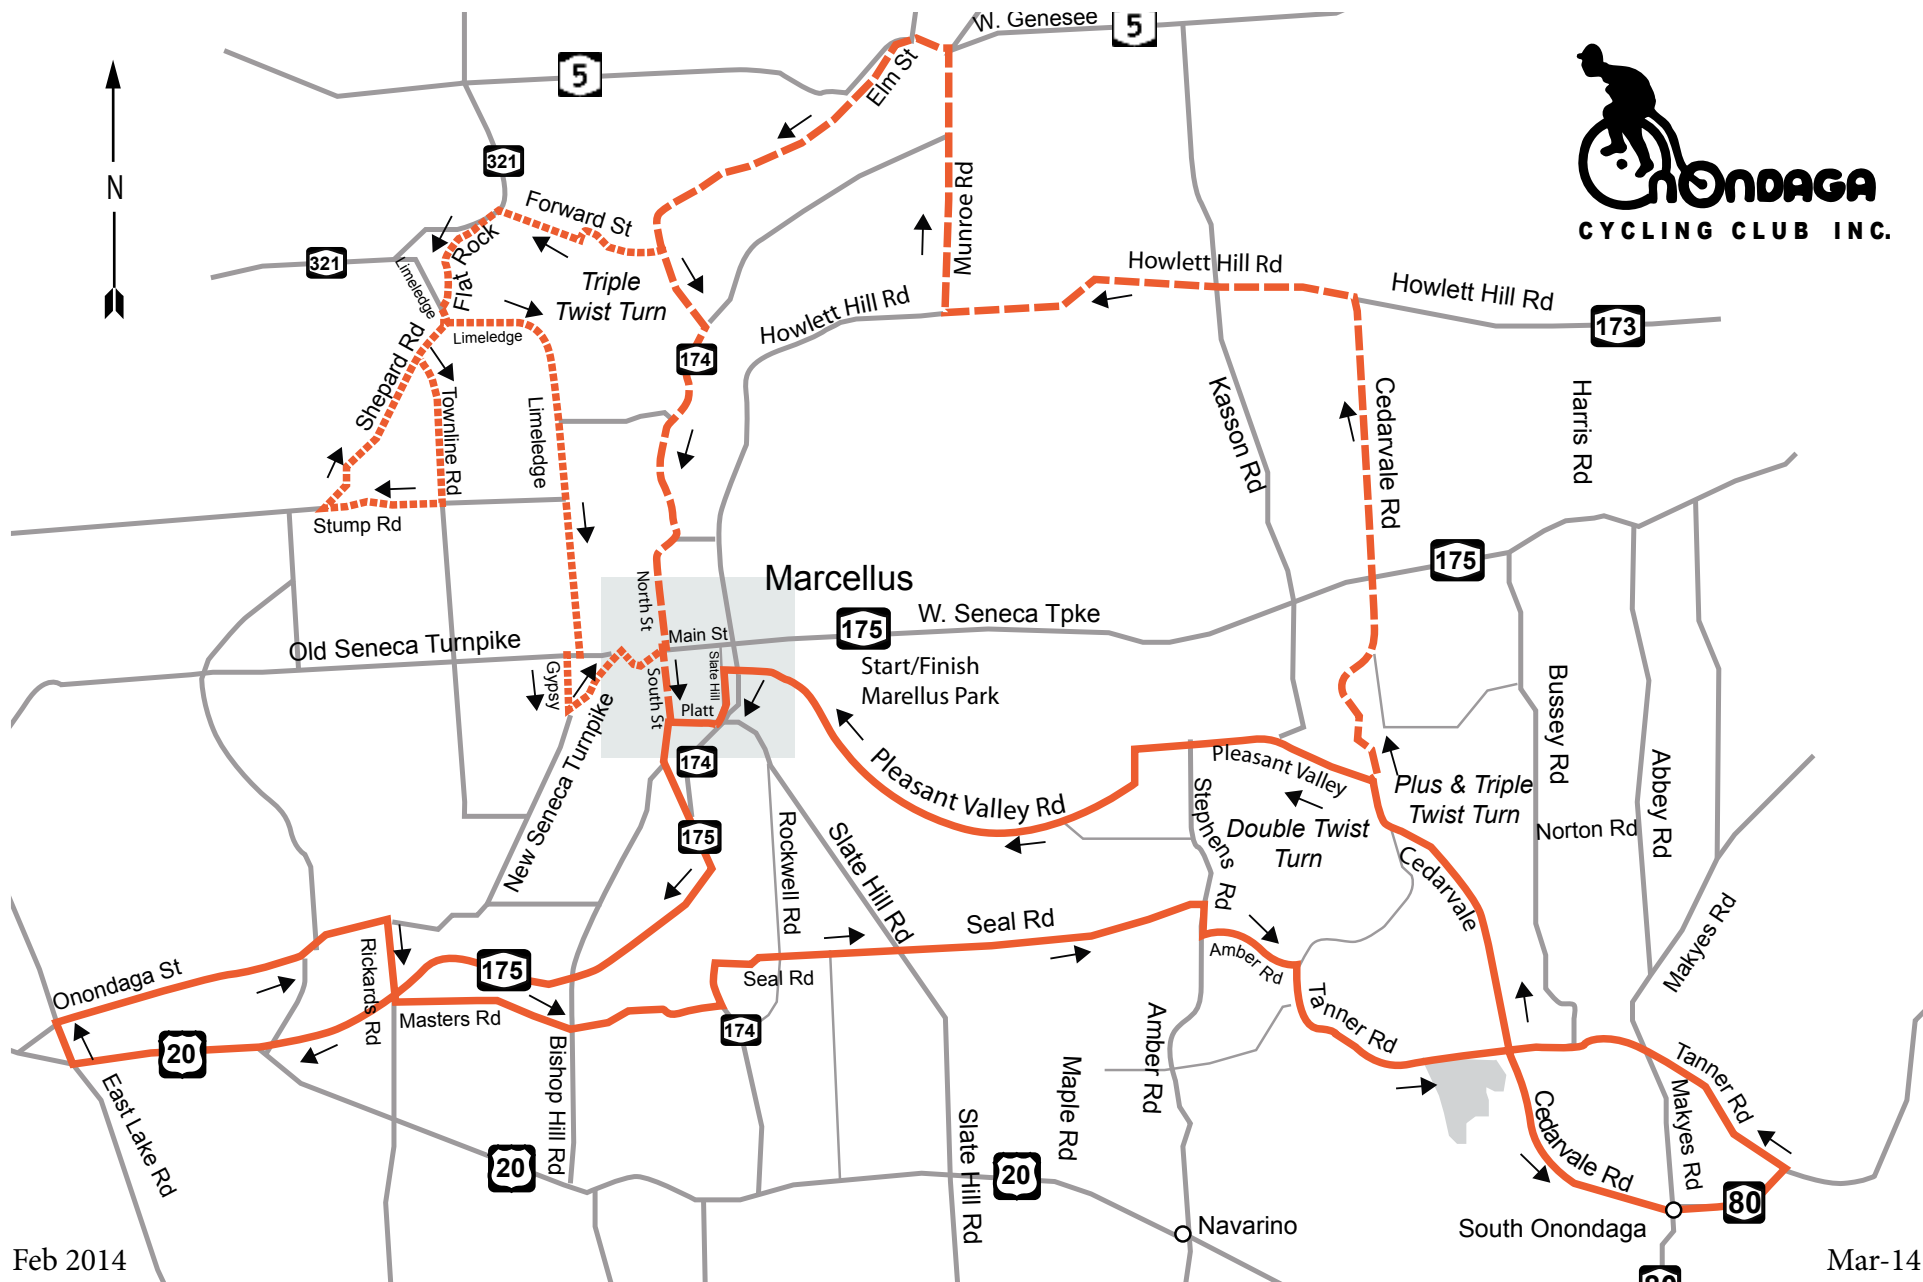 W. Genesee
5
5
Elm St
321
N
Forward St
Munroe Rd
NONDAGA
CYCLING CLUB INC.
321
Flat Rock
Limeledge
Triple
Twist Turn
Howlett Hill Rd
Howlett Hill Rd
Howlett Hill Rd
173
Limeledge
174
Shepard Rd
Townline Rd
Limeledge
Kasson Rd
Cedarvale Rd
Harris Rd
Stump Rd
175
Marcellus
North St
Main St
175
W. Seneca Tpke
Old Seneca Turnpike
Start/Finish
Marellus Park
Gypsy
South St
Slate Hill
Platt
New Seneca Turnpike
174
Pleasant Valley Rd
Pleasant Valley
Plus & Triple
Twist Turn
Double Twist
Turn
Bussey Rd
Norton Rd
Abbey Rd
Makyes Rd
175
Rockwell Rd
Slate Hill Rd
Stephens Rd
Cedarvale
Seal Rd
Amber Rd
Onondaga St
Rickards Rd
175
Seal Rd
Masters Rd
Tanner Rd
174
20
Bishop Hill Rd
Maple Rd
Amber Rd
Tanner Rd
Makyes Rd
East Lake Rd
Cedarvale Rd
20
Slate Hill Rd
20
80
Navarino
South Onondaga
Feb 2014
Mar-14